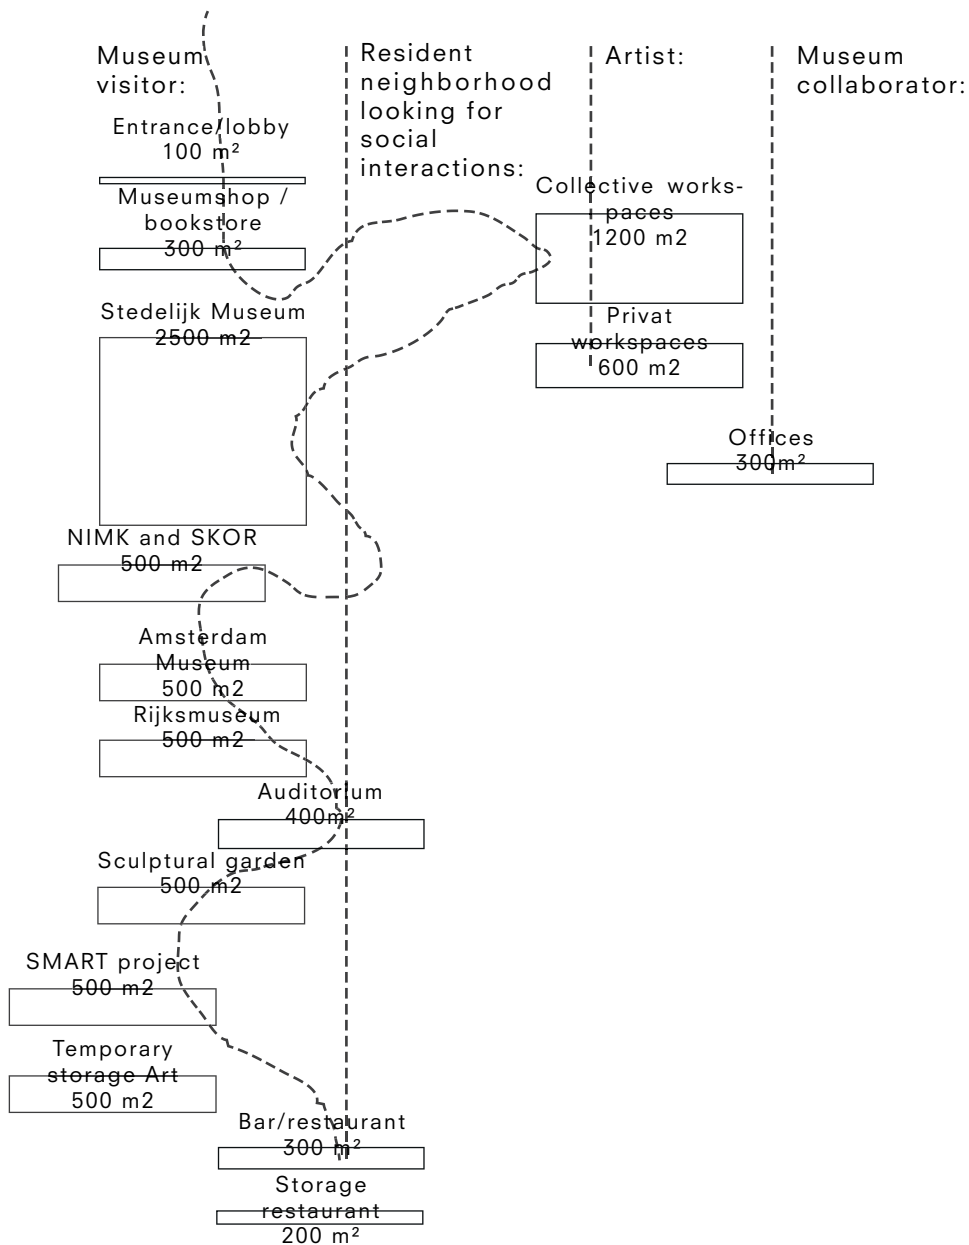 Museum
visitor:
Resident
neighborhood
looking for
social
interactions:
Artist:
Museum
collaborator:
Entrance/lobby
100 m²
Museumshop /
bookstore
300 m²
Collective works-
paces
1200 m2
Stedelijk Museum
2500 m2
Privat
workspaces
600 m2
Offices
300m²
NIMK and SKOR
500 m2
Amsterdam
Museum
500 m2
Rijksmuseum
500 m2
Auditorium
400m²
Sculptural garden
500 m2
SMART project
500 m2
Temporary
storage Art
500 m2
Bar/restaurant
300 m²
Storage
restaurant
200 m²